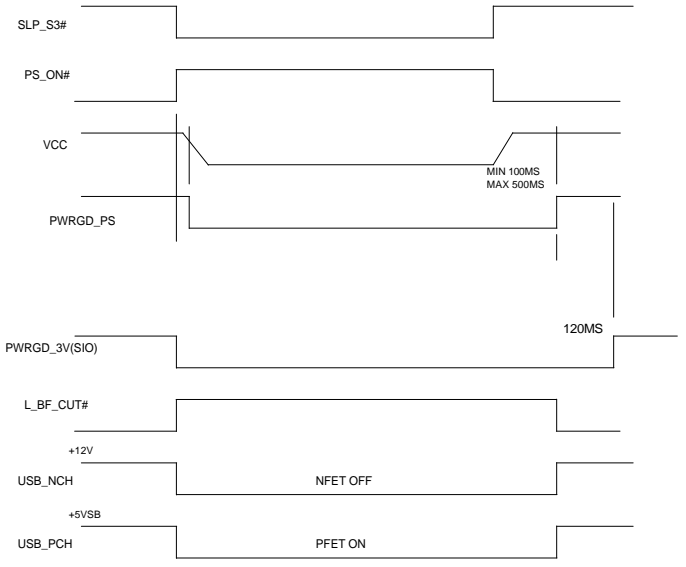 SLP_S3#
PS_ON#
VCC
MIN 100MS
MAX 500MS
PWRGD_PS
120MS
PWRGD_3V(SIO)
L_BF_CUT#
+12V
USB_NCH
NFET OFF
+5VSB
USB_PCH
PFET ON